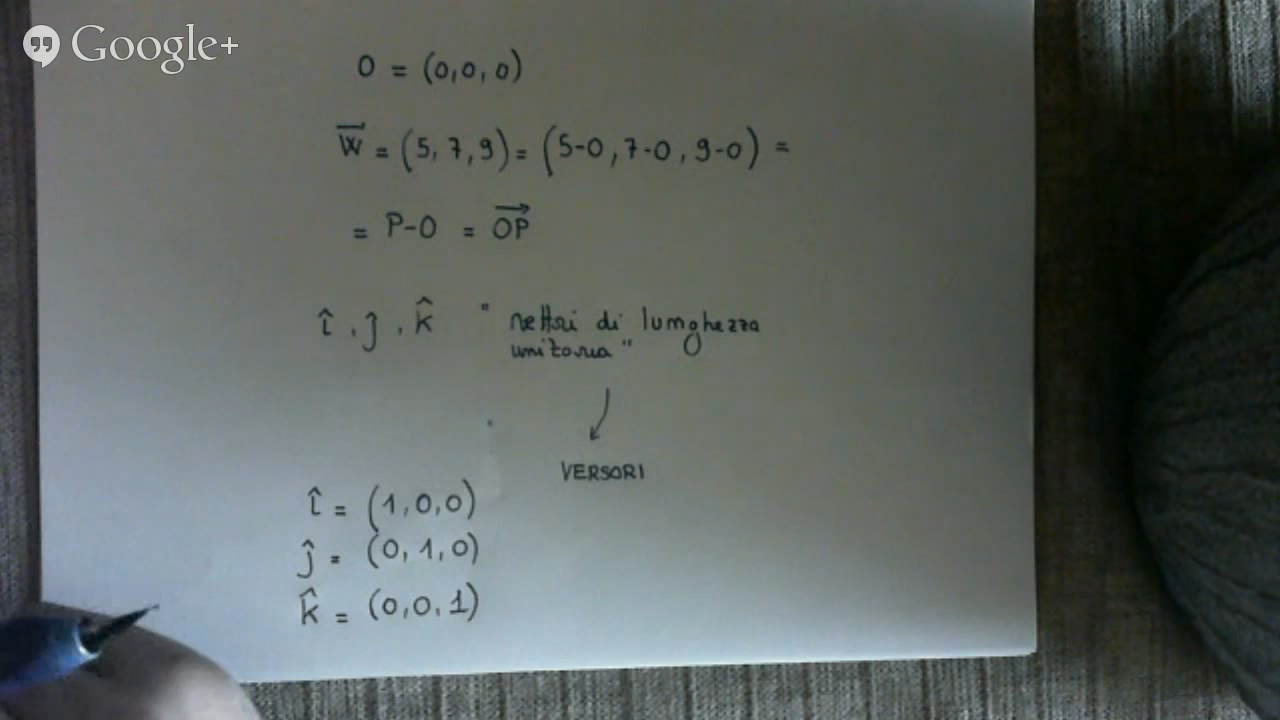 Google+
O = (0,0,0)
w̅ = (5,7,9) = (5-0,7-0,9-0) =
= P-O = \overrightarrow{OP}
î, ĵ, k̂ " vettori di lunghezza
unitaria "
VERSORI
î = (1,0,0)
ĵ = (0,1,0)
k̂ = (0,0,1)